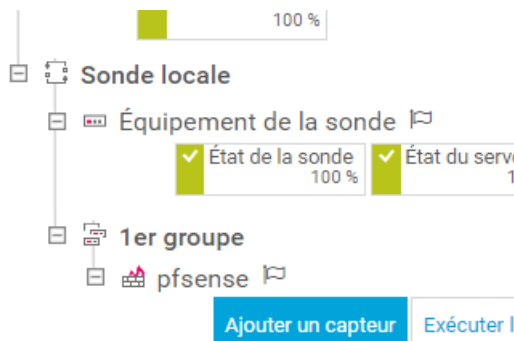 100 %
Sonde locale
Équipement de la sonde
État de la sonde
100 %
État du serv
1er groupe
pfsense
Ajouter un capteur
Exécuter l